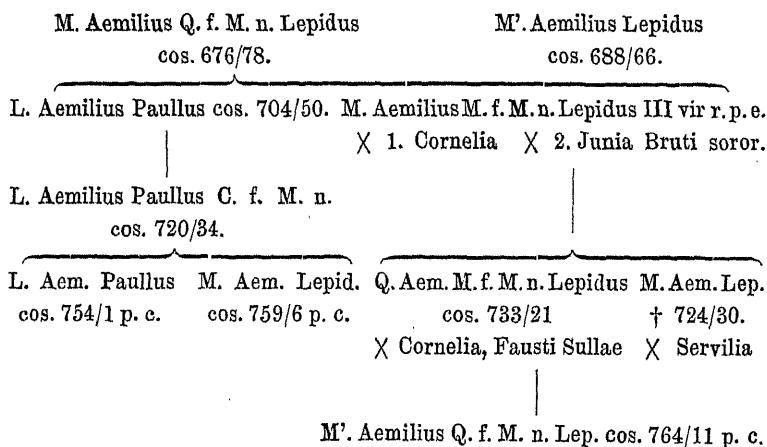 M. Aemilius Q. f. M. n. Lepidus M'. Aemilius Lepidus
cos. 676/78. cos. 688/66.
L. Aemilius Paullus cos. 704/50. M. Aemilius M. f. M. n. Lepidus III vir r. p. e.
X 1. Cornelia X 2. Junia Bruti soror.
L. Aemilius Paullus C. f. M. n.
cos. 720/34.
L. Aem. Paullus M. Aem. Lepid. Q. Aem. M. f. M. n. Lepidus M. Aem. Lep.
cos. 754/1 p. c. cos. 759/6 p. c. cos. 733/21 † 724/30.
X Cornelia, Fausti Sullae X Servilia
M'. Aemilius Q. f. M. n. Lep. cos. 764/11 p. c.